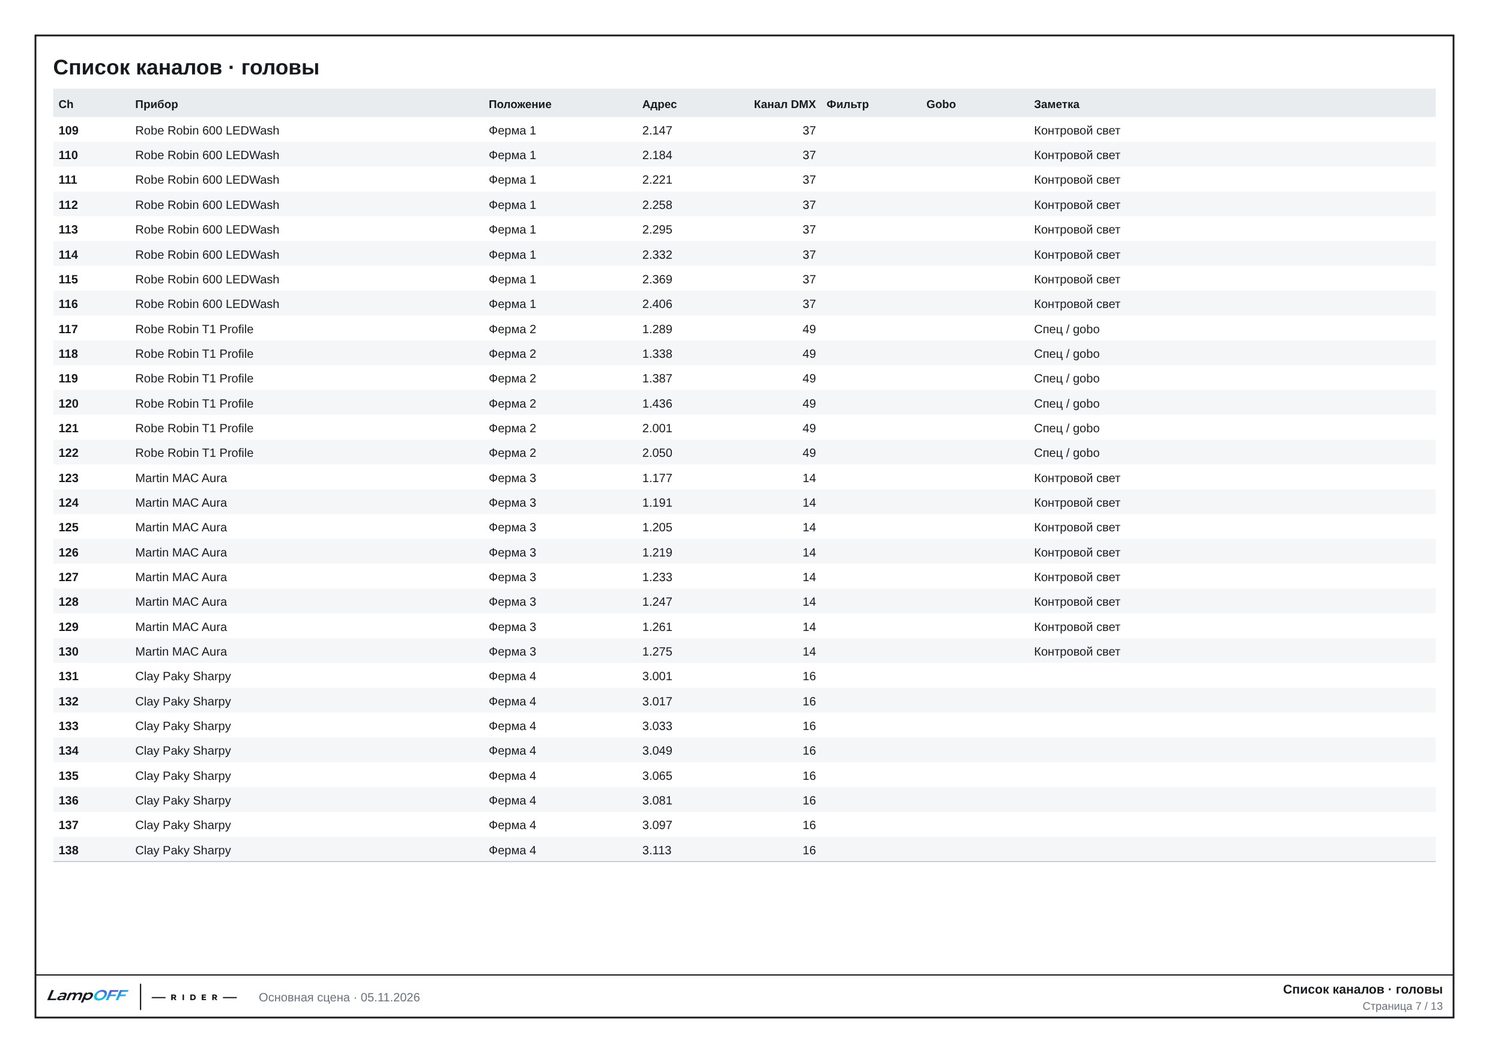 Список каналов · головы
Ch Прибор Положение Адрес Канал DMX Фильтр Gobo Заметка
109 Robe Robin 600 LEDWash Ферма 1 2.147 37 Контровой свет
110 Robe Robin 600 LEDWash Ферма 1 2.184 37 Контровой свет
111 Robe Robin 600 LEDWash Ферма 1 2.221 37 Контровой свет
112 Robe Robin 600 LEDWash Ферма 1 2.258 37 Контровой свет
113 Robe Robin 600 LEDWash Ферма 1 2.295 37 Контровой свет
114 Robe Robin 600 LEDWash Ферма 1 2.332 37 Контровой свет
115 Robe Robin 600 LEDWash Ферма 1 2.369 37 Контровой свет
116 Robe Robin 600 LEDWash Ферма 1 2.406 37 Контровой свет
117 Robe Robin T1 Profile Ферма 2 1.289 49 Спец / gobo
118 Robe Robin T1 Profile Ферма 2 1.338 49 Спец / gobo
119 Robe Robin T1 Profile Ферма 2 1.387 49 Спец / gobo
120 Robe Robin T1 Profile Ферма 2 1.436 49 Спец / gobo
121 Robe Robin T1 Profile Ферма 2 2.001 49 Спец / gobo
122 Robe Robin T1 Profile Ферма 2 2.050 49 Спец / gobo
123 Martin MAC Aura Ферма 3 1.177 14 Контровой свет
124 Martin MAC Aura Ферма 3 1.191 14 Контровой свет
125 Martin MAC Aura Ферма 3 1.205 14 Контровой свет
126 Martin MAC Aura Ферма 3 1.219 14 Контровой свет
127 Martin MAC Aura Ферма 3 1.233 14 Контровой свет
128 Martin MAC Aura Ферма 3 1.247 14 Контровой свет
129 Martin MAC Aura Ферма 3 1.261 14 Контровой свет
130 Martin MAC Aura Ферма 3 1.275 14 Контровой свет
131 Clay Paky Sharpy Ферма 4 3.001 16
132 Clay Paky Sharpy Ферма 4 3.017 16
133 Clay Paky Sharpy Ферма 4 3.033 16
134 Clay Paky Sharpy Ферма 4 3.049 16
135 Clay Paky Sharpy Ферма 4 3.065 16
136 Clay Paky Sharpy Ферма 4 3.081 16
137 Clay Paky Sharpy Ферма 4 3.097 16
138 Clay Paky Sharpy Ферма 4 3.113 16
LampOFF RIDER Основная сцена · 05.11.2026
Список каналов · головы
Страница 7 / 13